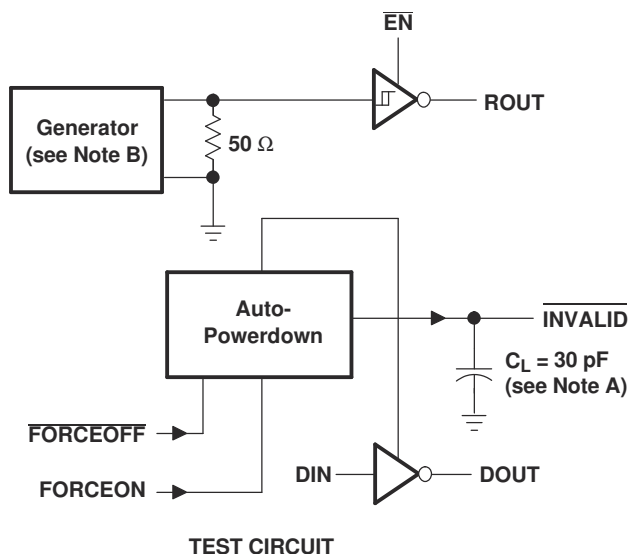 EN
ROUT
Generator
(see Note B)
50 Ω
Auto-
Powerdown
INVALID
CL = 30 pF
(see Note A)
FORCEOFF
FORCEON
DIN
DOUT
TEST CIRCUIT